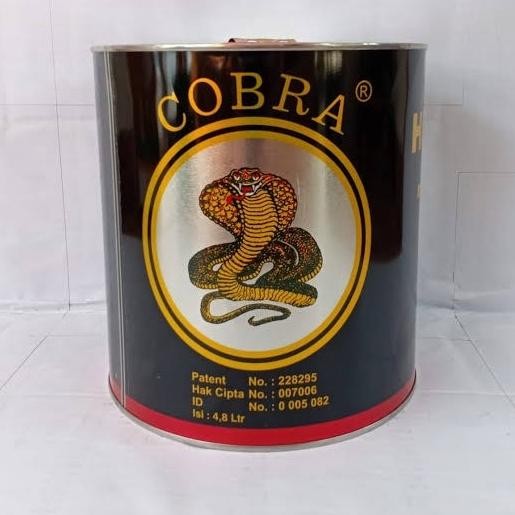 COBRA ®
Patent No. : 228295
Hak Cipta No. : 007006
ID No. : 0 005 082
Isi : 4,8 Ltr